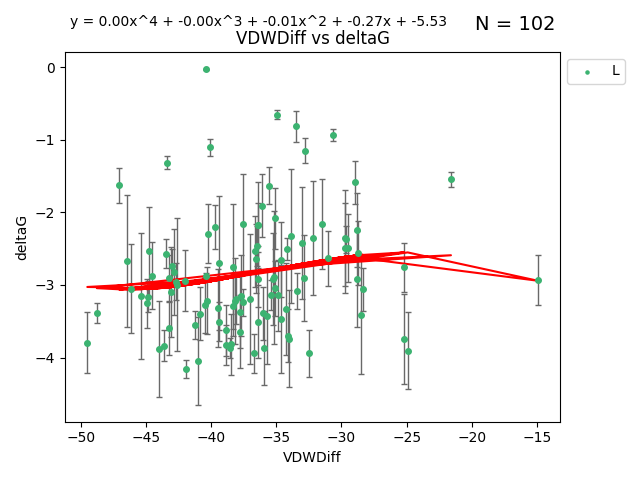 y = 0.00x^4 + -0.00x^3 + -0.01x^2 + -0.27x + -5.53
N = 102
VDWDiff vs deltaG
L
deltaG
0
−1
−2
−3
−4
−50 −45 −40 −35 −30 −25 −20 −15
VDWDiff